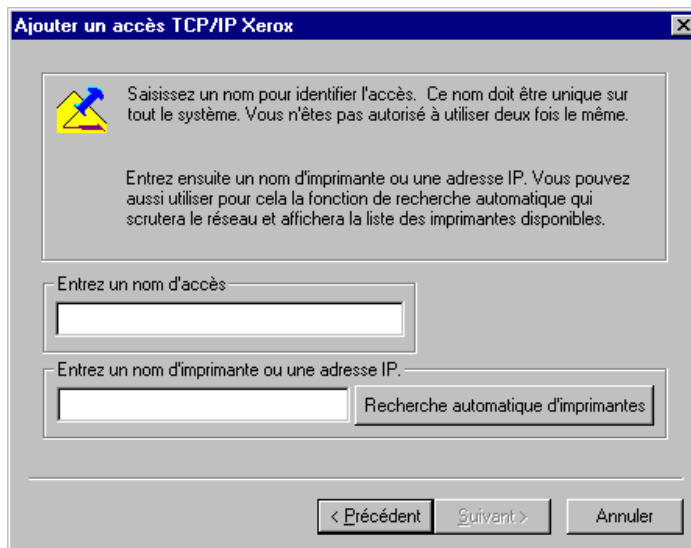 Ajouter un accès TCP/IP Xerox
Saisissez un nom pour identifier l'accès. Ce nom doit être unique sur
tout le système. Vous n'êtes pas autorisé à utiliser deux fois le même.
Entrez ensuite un nom d'imprimante ou une adresse IP. Vous pouvez
aussi utiliser pour cela la fonction de recherche automatique qui
scrutera le réseau et affichera la liste des imprimantes disponibles.
Entrez un nom d'accès
Entrez un nom d'imprimante ou une adresse IP.
Recherche automatique d'imprimantes
< Précédent
Suivant >
Annuler